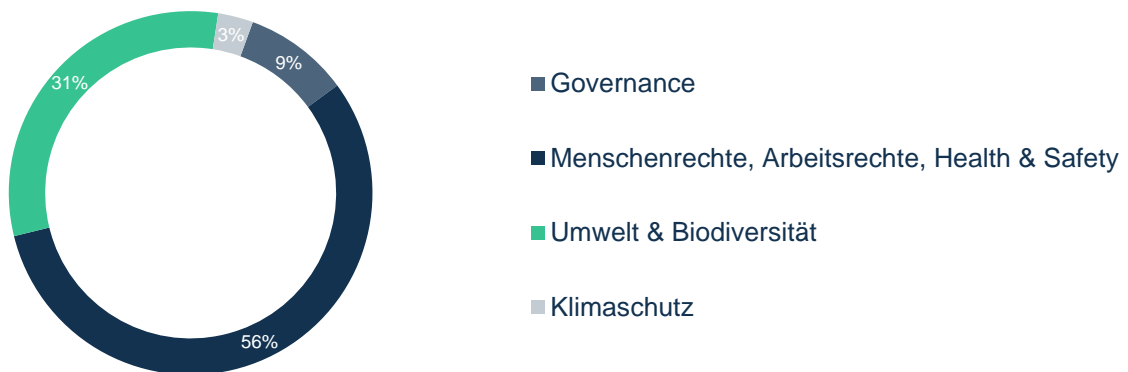 3%
9%
31%
56%
Governance
Menschenrechte, Arbeitsrechte, Health & Safety
Umwelt & Biodiversität
Klimaschutz